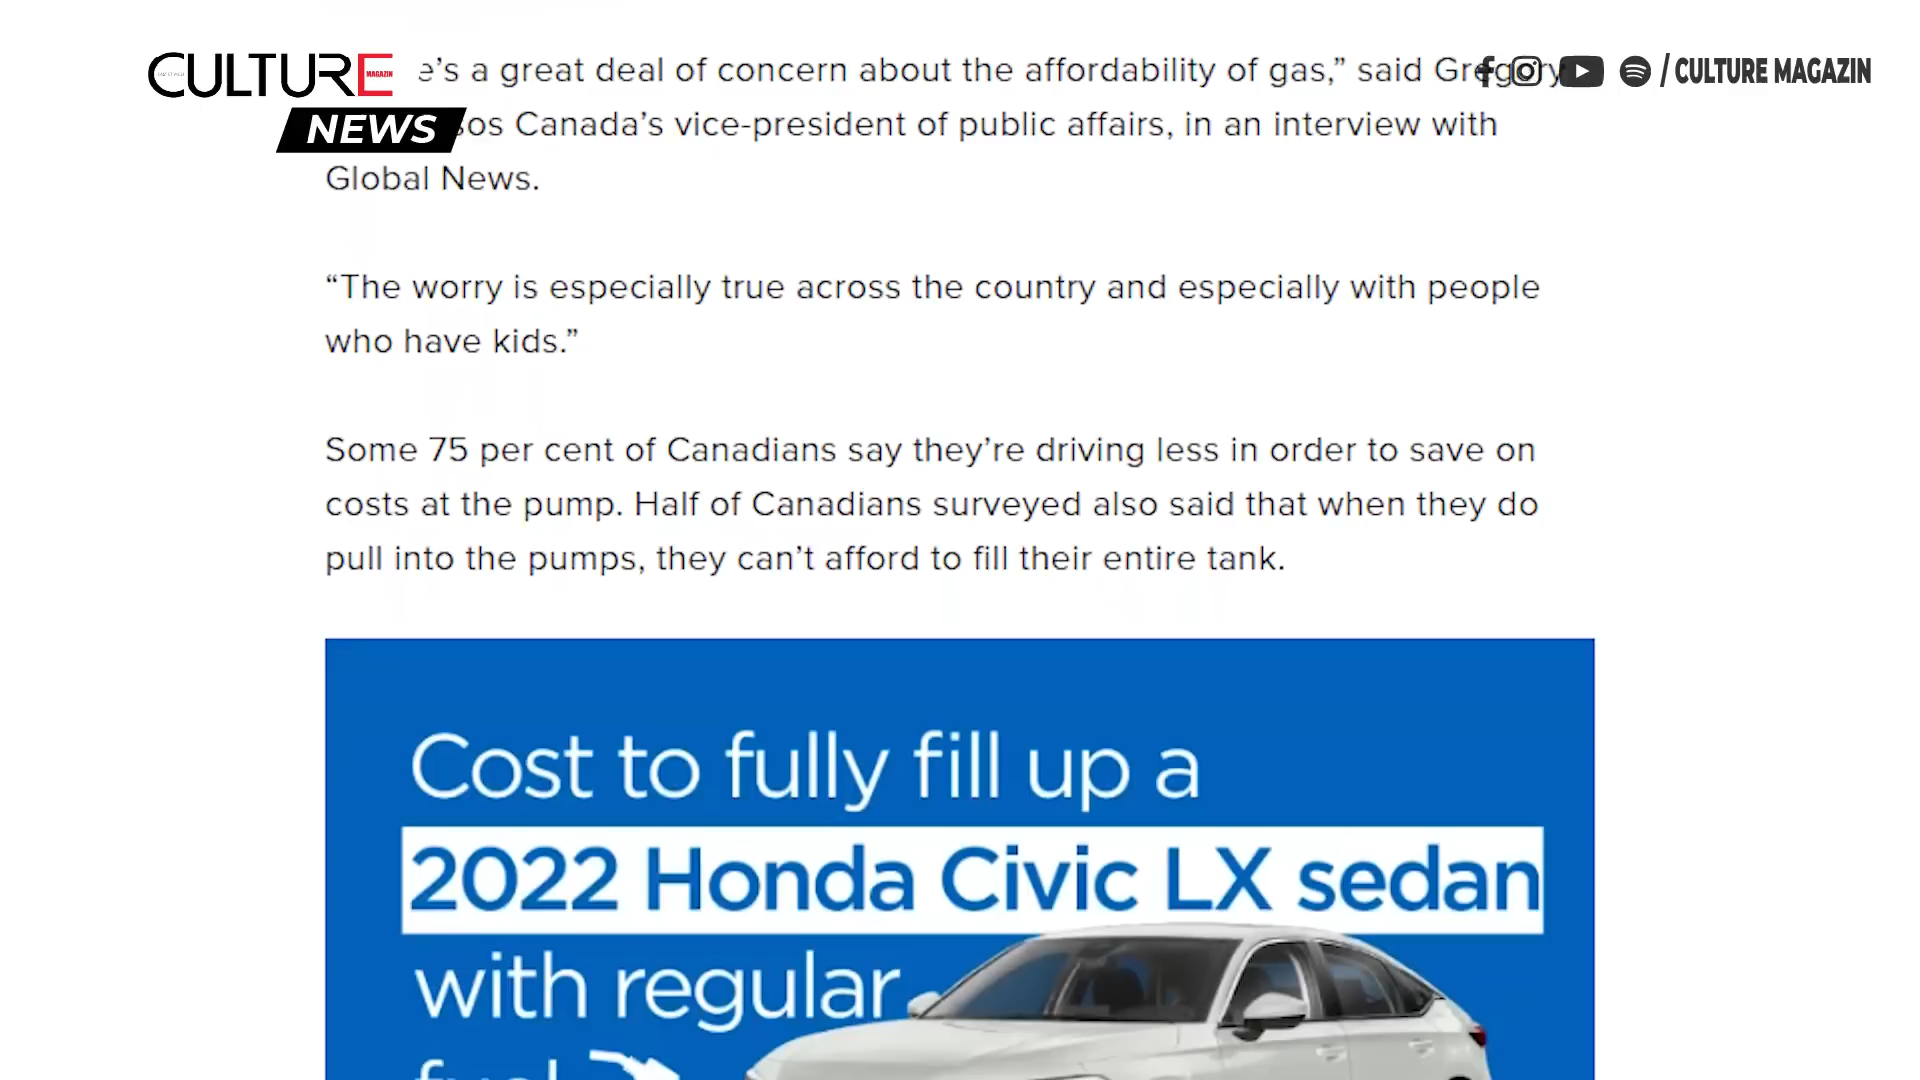 CULTURE
MAGAZIN
NEWS
/ CULTURE MAGAZIN
e’s a great deal of concern about the affordability of gas,” said Gregory
os Canada’s vice-president of public affairs, in an interview with
Global News.
“The worry is especially true across the country and especially with people
who have kids.”
Some 75 per cent of Canadians say they’re driving less in order to save on
costs at the pump. Half of Canadians surveyed also said that when they do
pull into the pumps, they can’t afford to fill their entire tank.
Cost to fully fill up a
2022 Honda Civic LX sedan
with regular
fuel